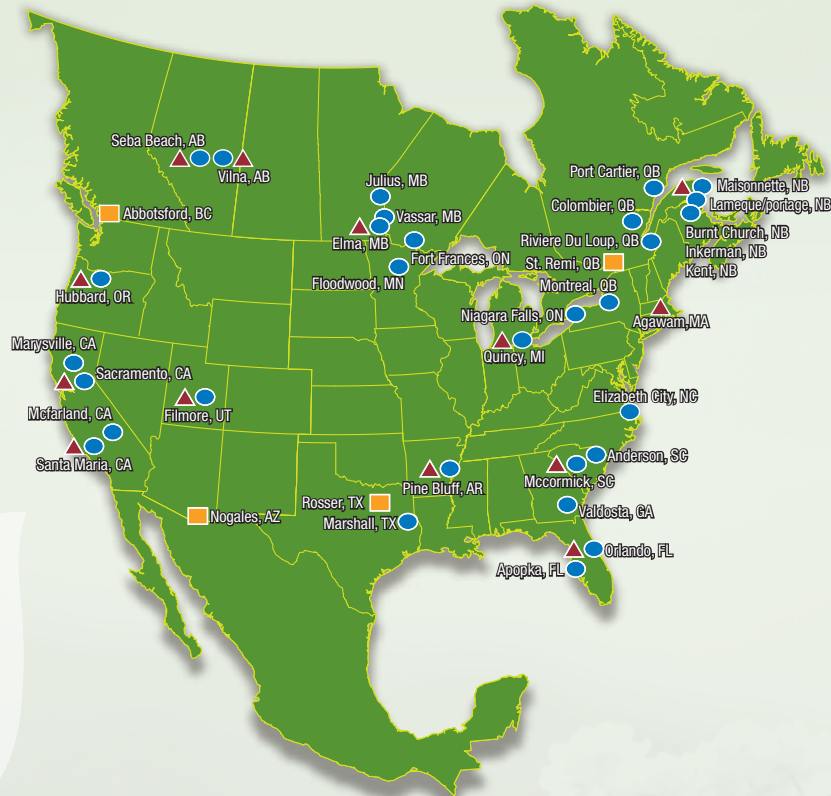 Seba Beach, AB
Vilna, AB
Abbotsford, BC
Julius, MB
Vassar, MB
Elma, MB
Fort Frances, ON
Floodwood, MN
Port Cartier, QB
Colombier, QB
Riviere Du Loup, QB
St. Remi, QB
Montreal, QB
Maisonnette, NB
Lameque/portage, NB
Burnt Church, NB
Inkerman, NB
Kent, NB
Niagara Falls, ON
Agawam,MA
Quincy, MI
Hubbard, OR
Marysville, CA
Sacramento, CA
Mcfarland, CA
Santa Maria, CA
Filmore, UT
Elizabeth City, NC
Anderson, SC
Mccormick, SC
Pine Bluff, AR
Rosser, TX
Marshall, TX
Nogales, AZ
Valdosta, GA
Orlando, FL
Apopka, FL